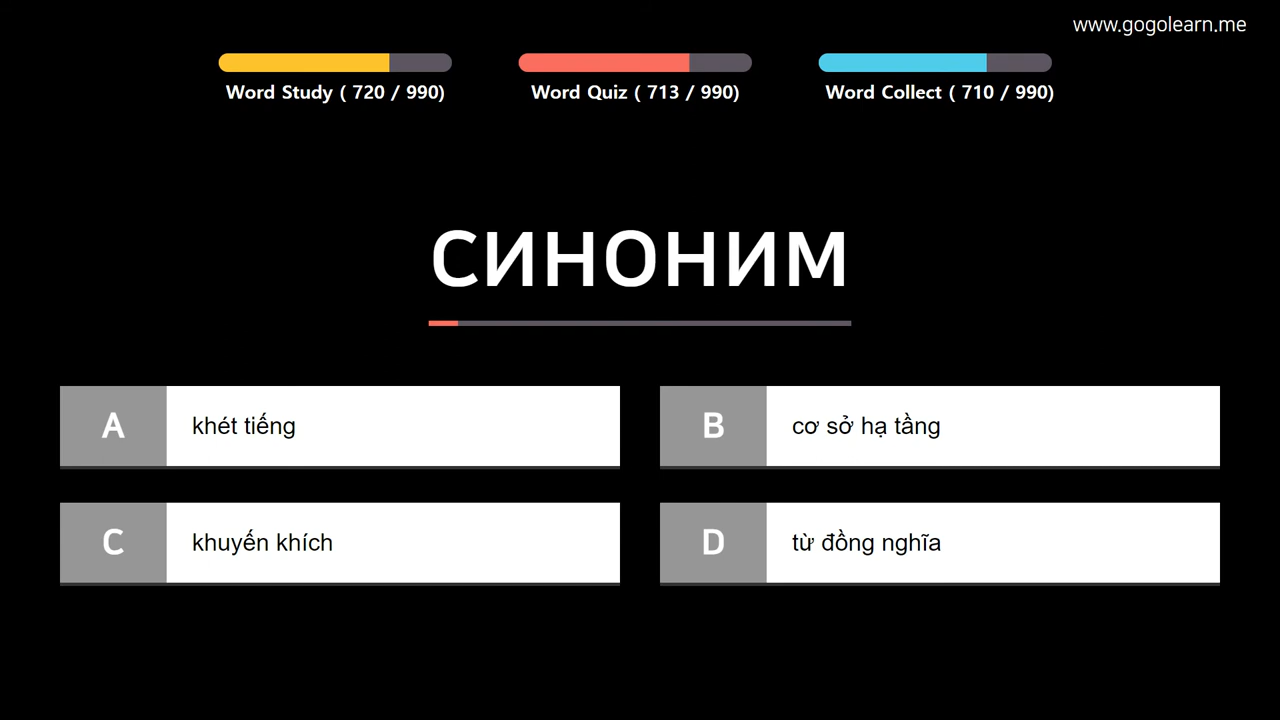 www.gogolearn.me
Word Study ( 720 / 990)
Word Quiz ( 713 / 990)
Word Collect ( 710 / 990)
СИНОНИМ
A
khét tiếng
B
cơ sở hạ tầng
C
khuyến khích
D
từ đồng nghĩa